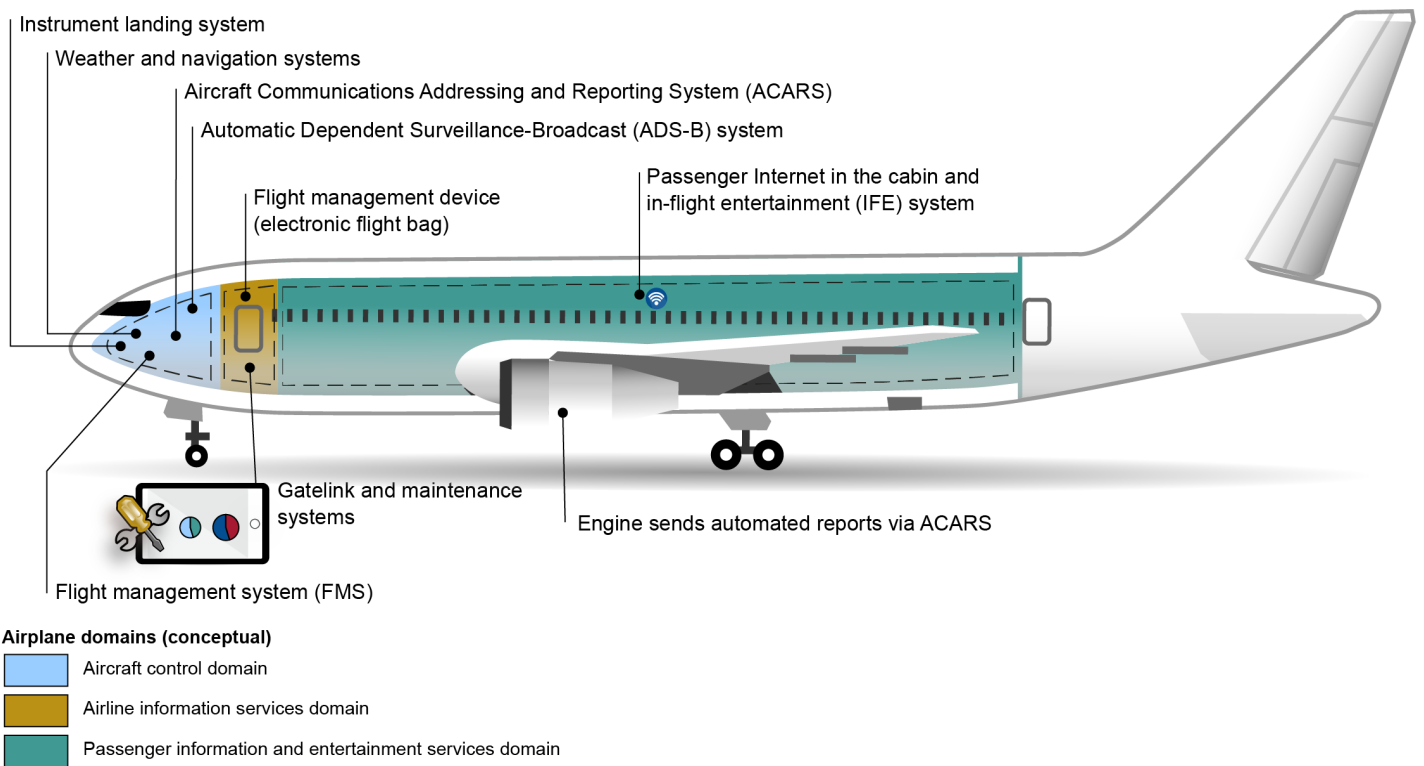 Instrument landing system
Weather and navigation systems
Aircraft Communications Addressing and Reporting System (ACARS)
Automatic Dependent Surveillance-Broadcast (ADS-B) system
Passenger Internet in the cabin and
in-flight entertainment (IFE) system
Flight management device
(electronic flight bag)
Gatelink and maintenance
systems
Engine sends automated reports via ACARS
Flight management system (FMS)
Airplane domains (conceptual)
Aircraft control domain
Airline information services domain
Passenger information and entertainment services domain